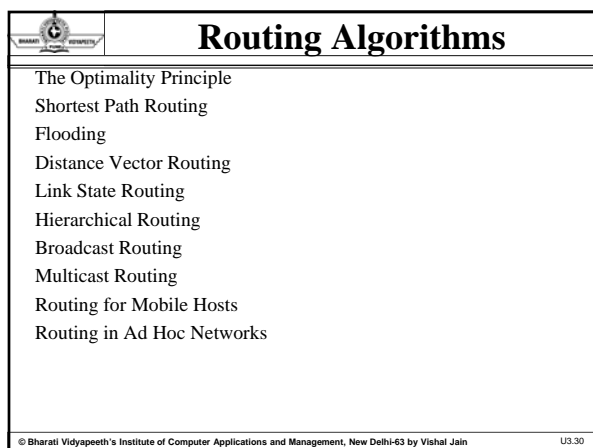 BHARATI
VIDYAPEETH
Routing Algorithms
The Optimality Principle
Shortest Path Routing
Flooding
Distance Vector Routing
Link State Routing
Hierarchical Routing
Broadcast Routing
Multicast Routing
Routing for Mobile Hosts
Routing in Ad Hoc Networks
© Bharati Vidyapeeth's Institute of Computer Applications and Management, New Delhi-63 by Vishal Jain
U3.30